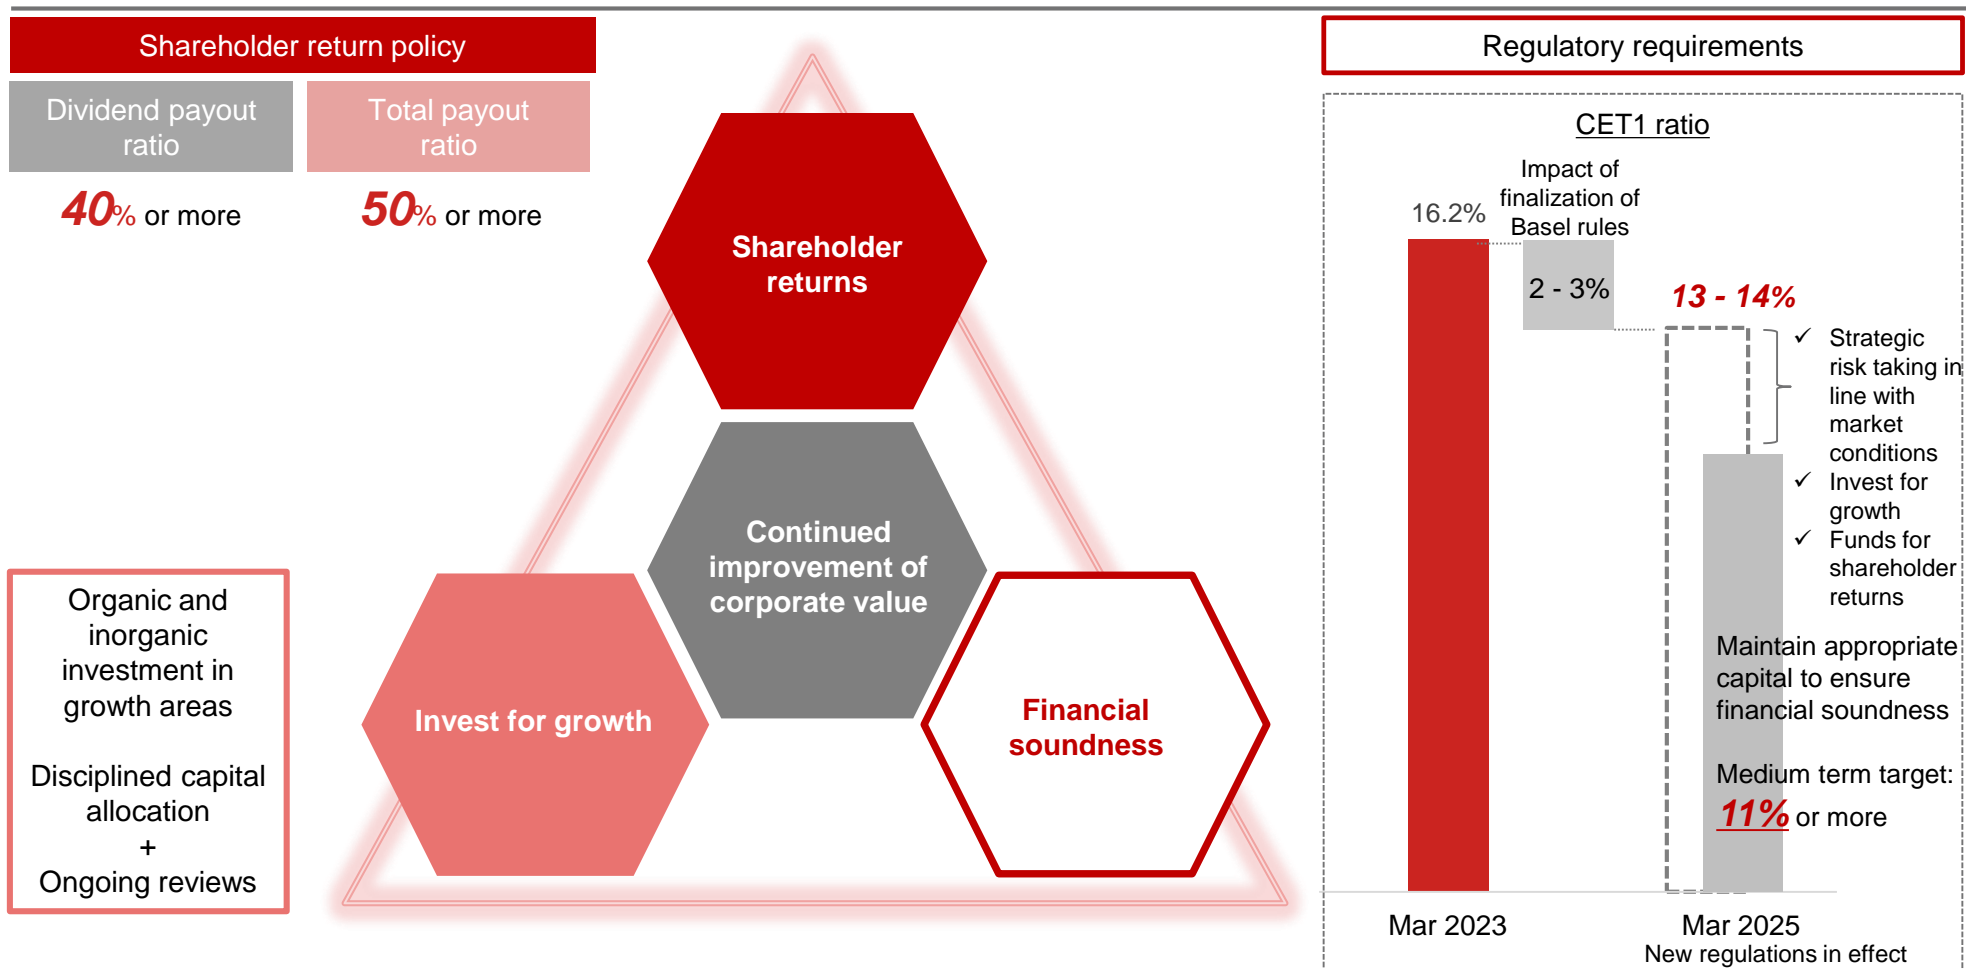 Shareholder return policy
Dividend payout
ratio
Total payout
ratio
40% or more
50% or more
Shareholder
returns
Continued
improvement of
corporate value
Invest for growth
Financial
soundness
Organic and
inorganic
investment in
growth areas
Disciplined capital
allocation
+
Ongoing reviews
Regulatory requirements
CET1 ratio
Impact of
finalization of
Basel rules
16.2%
2 - 3%
13 - 14%
✓ Strategic
risk taking in
line with
market
conditions
✓ Invest for
growth
✓ Funds for
shareholder
returns
Maintain appropriate
capital to ensure
financial soundness
Medium term target:
11% or more
Mar 2023
Mar 2025
New regulations in effect